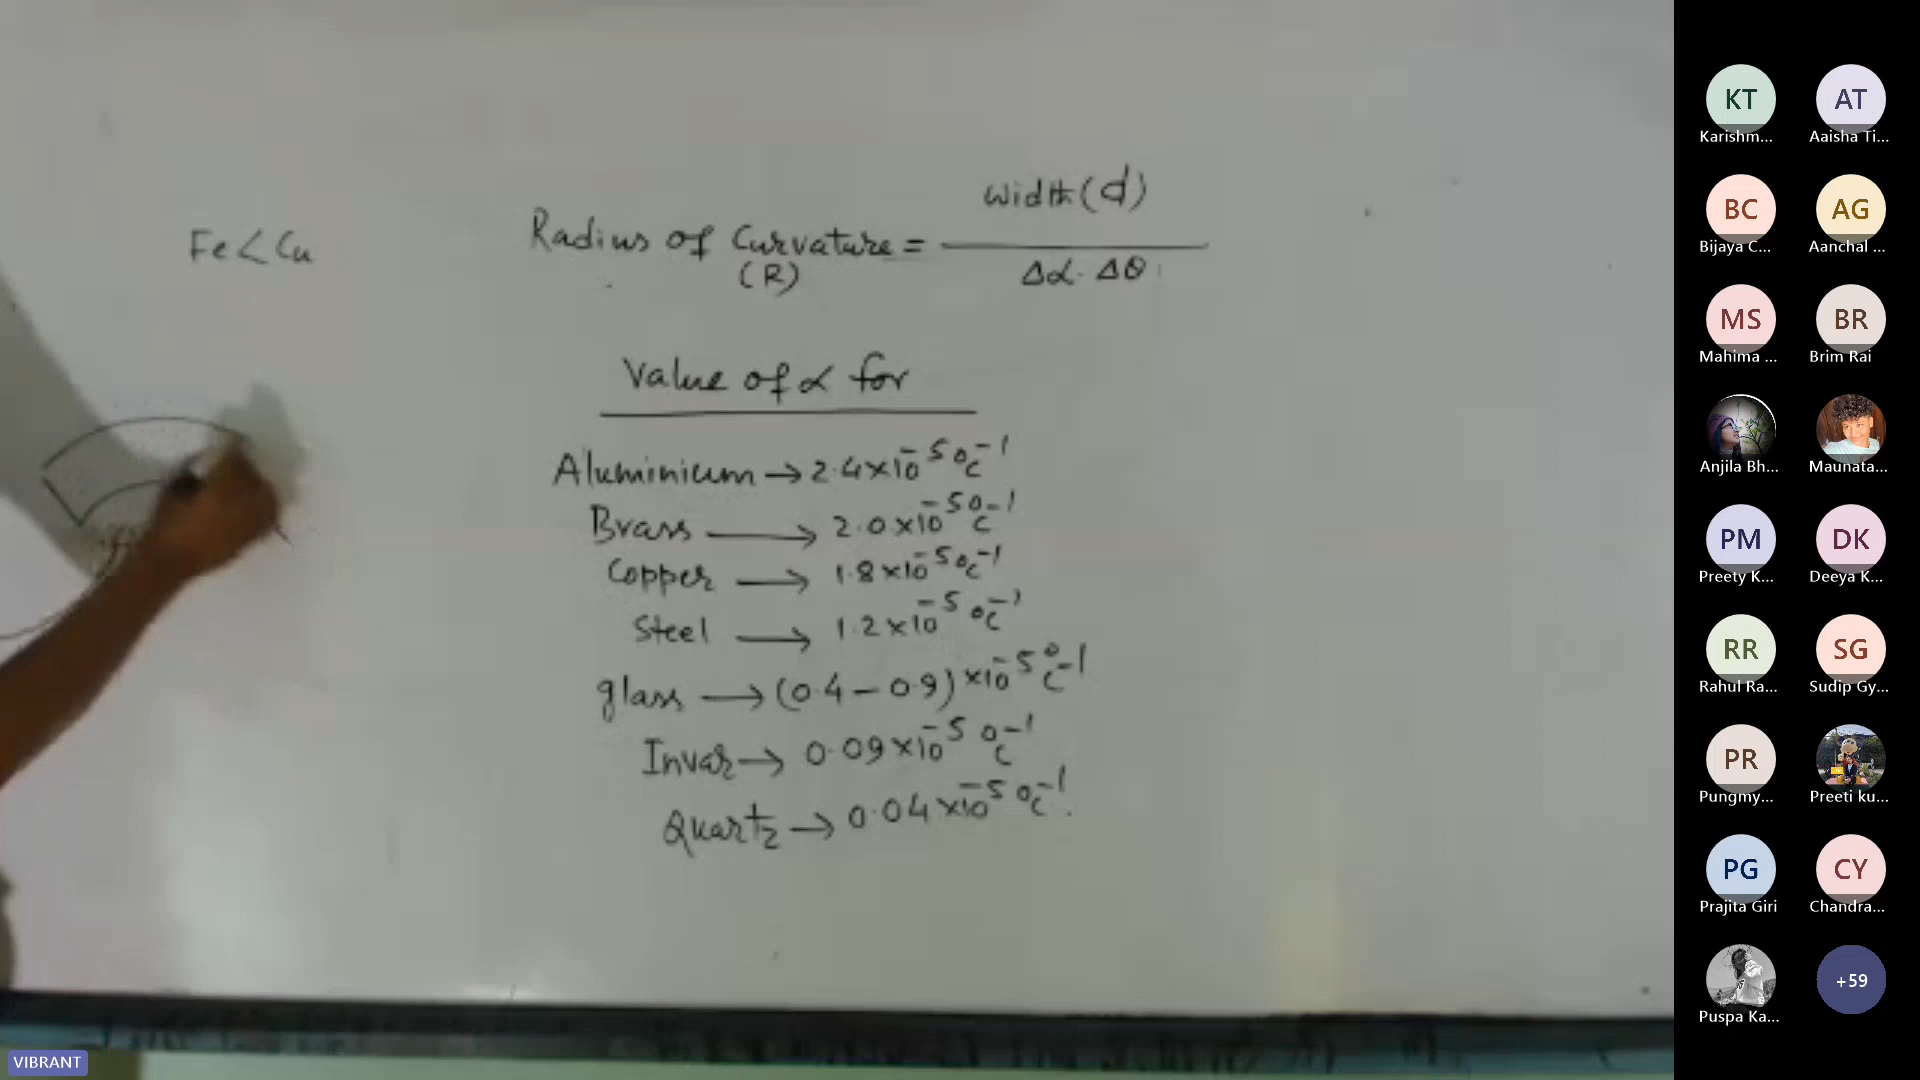 Fe < Cu
Radius of Curvature = Width (d) / Δα · Δθ
(R)
Value of α for
Aluminium → 2.4 × 10⁻⁵ °C⁻¹
Brass → 2.0 × 10⁻⁵ °C⁻¹
Copper → 1.8 × 10⁻⁵ °C⁻¹
Steel → 1.2 × 10⁻⁵ °C⁻¹
glass → (0.4 – 0.9) × 10⁻⁵ °C⁻¹
Invar → 0.09 × 10⁻⁵ °C⁻¹
Quartz → 0.04 × 10⁻⁵ °C⁻¹.
VIBRANT
KT AT
Karishm... Aaisha Ti...
BC AG
Bijaya C... Aanchal ...
MS BR
Mahima ... Brim Rai
Anjila Bh... Maunata...
PM DK
Preety K... Deeya K...
RR SG
Rahul Ra... Sudip Gy...
PR
Pungmy... Preeti ku...
PG CY
Prajita Giri Chandra...
+59
Puspa Ka...